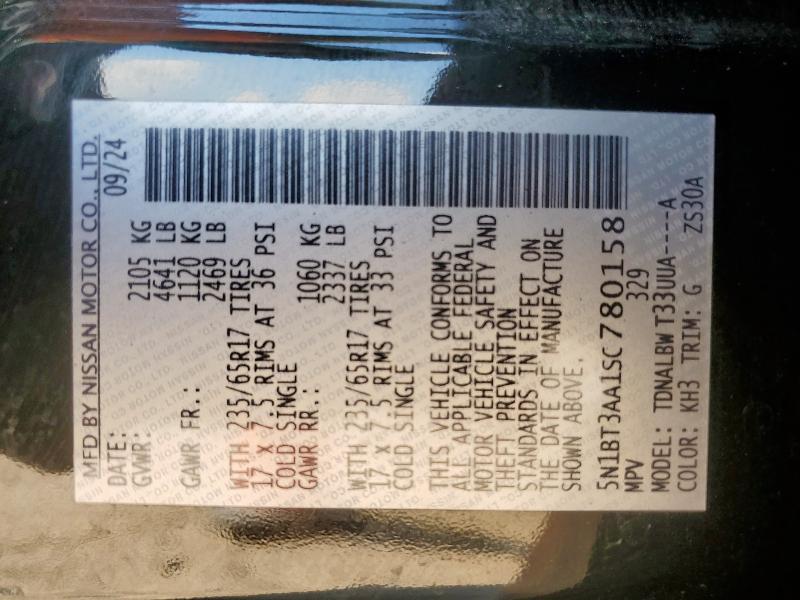 MFD BY NISSAN MOTOR CO., LTD.
DATE: 09/24
GVWR: 2105 KG
4641 LB
GAWR FR.: 1120 KG
2469 LB
WITH 235/65R17 TIRES
17 X 7.5 RIMS AT 36 PSI
COLD SINGLE
GAWR RR.: 1060 KG
2337 LB
WITH 235/65R17 TIRES
17 X 7.5 RIMS AT 33 PSI
COLD SINGLE
THIS VEHICLE CONFORMS TO
ALL APPLICABLE FEDERAL
MOTOR VEHICLE SAFETY AND
THEFT PREVENTION
STANDARDS IN EFFECT ON
THE DATE OF MANUFACTURE
SHOWN ABOVE.
5N1BT3AA1SC780158
MPV 329
MODEL: TDNALBW T33UUA----A
COLOR: KH3 TRIM: G ZS30A